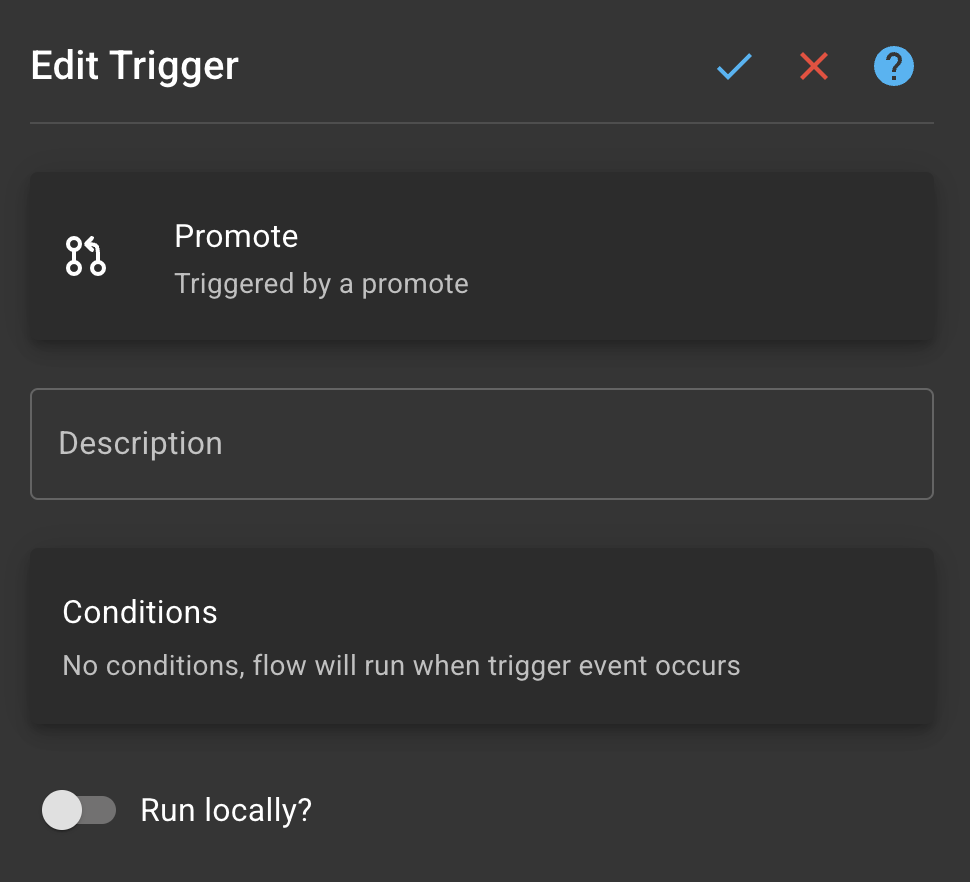 Edit Trigger
?
Promote
Triggered by a promote
Description
Conditions
No conditions, flow will run when trigger event occurs
Run locally?